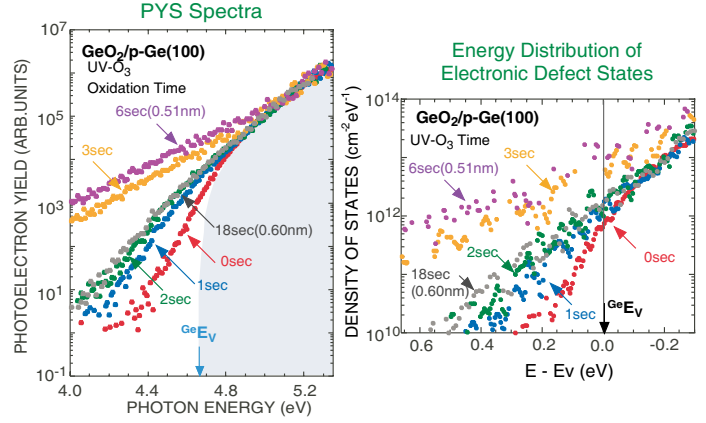 PYS Spectra
PHOTOELECTRON YIELD (ARB.UNITS)
10^7
10^5
10^3
10^1
10^-1
GeO2/p-Ge(100)
UV-O3
Oxidation Time
6sec(0.51nm)
3sec
18sec(0.60nm)
0sec
1sec
2sec
GeEV
4.0
4.4
4.8
5.2
PHOTON ENERGY (eV)
Energy Distribution of
Electronic Defect States
DENSITY OF STATES (cm-2eV-1)
10^14
10^12
10^10
GeO2/p-Ge(100)
UV-O3 Time
6sec(0.51nm)
3sec
2sec
0sec
18sec
(0.60nm)
1sec
GeEV
0.6
0.4
0.2
0.0
-0.2
E - Ev (eV)